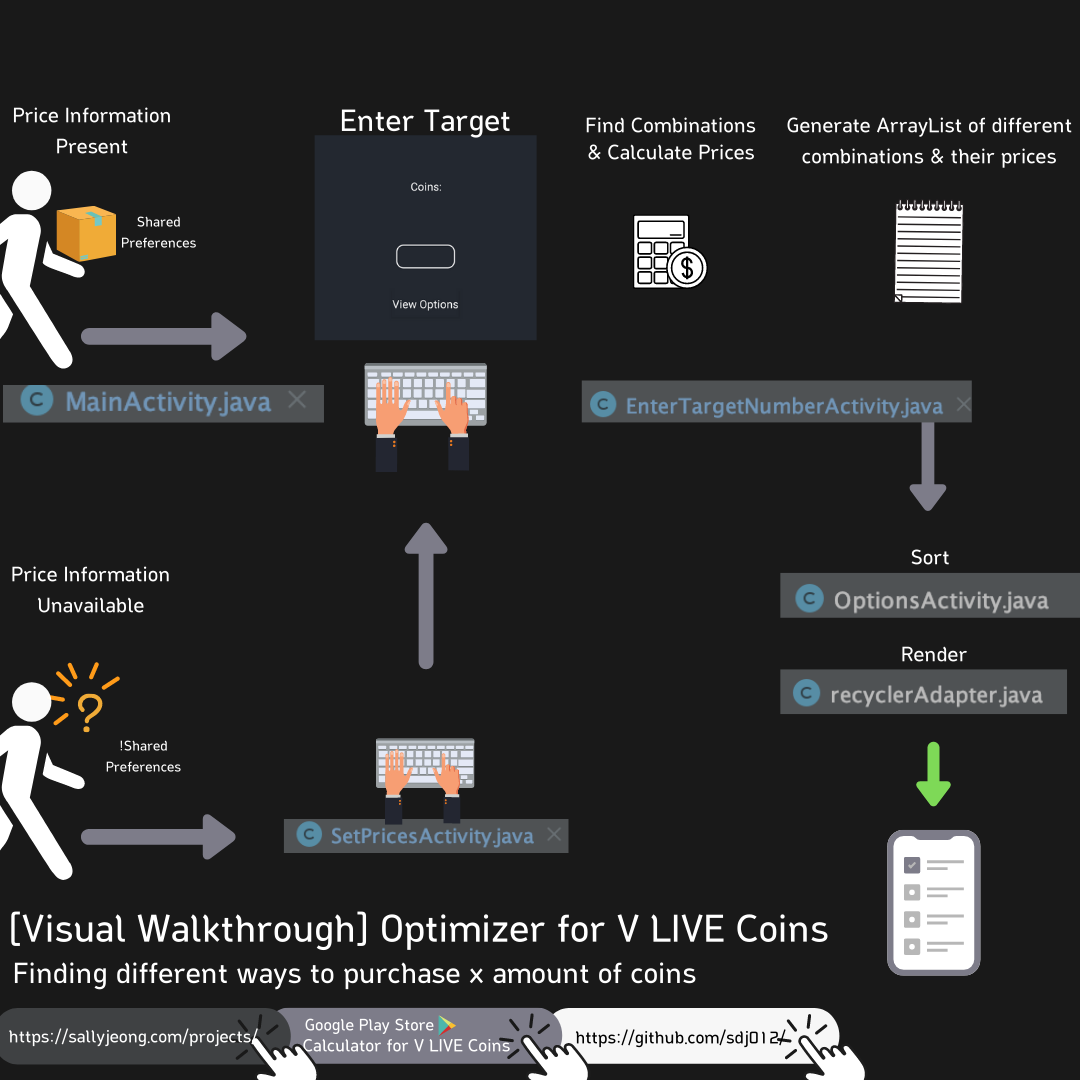 Price Information
Present
Shared
Preferences
MainActivity.java
Enter Target
Coins:
View Options
Find Combinations
& Calculate Prices
Generate ArrayList of different
combinations & their prices
$
EnterTargetNumberActivity.java
Sort
OptionsActivity.java
Render
recyclerAdapter.java
Price Information
Unavailable
?
!Shared
Preferences
SetPricesActivity.java
[Visual Walkthrough] Optimizer for V LIVE Coins
Finding different ways to purchase x amount of coins
https://sallyjeong.com/projects/
Google Play Store
Calculator for V LIVE Coins
https://github.com/sdj012/